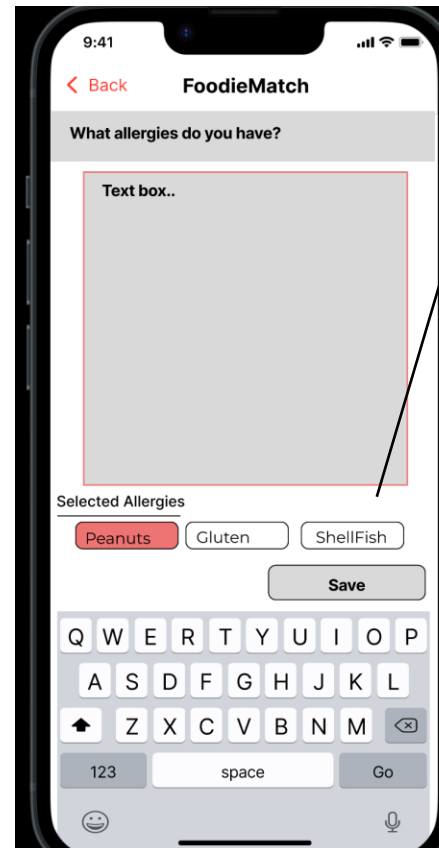 9:41
Back FoodieMatch
What allergies do you have?
Text box..
Selected Allergies
Peanuts Gluten ShellFish
Save
Q W E R T Y U I O P
A S D F G H J K L
Z X C V B N M
123 space Go